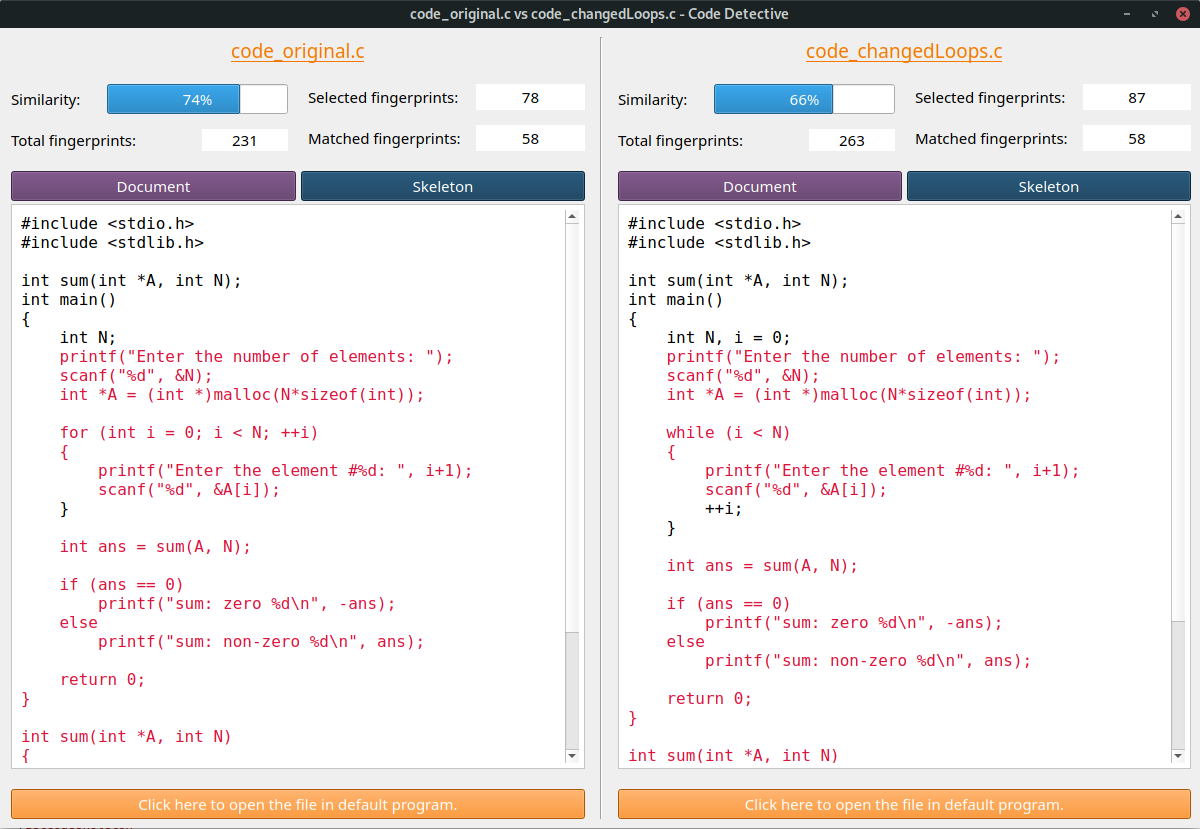 code_original.c vs code_changedLoops.c - Code Detective
code_original.c
Similarity: 74% Selected fingerprints: 78
Total fingerprints: 231 Matched fingerprints: 58
Document Skeleton
#include <stdio.h>
#include <stdlib.h>
int sum(int *A, int N);
int main()
{
    int N;
    printf("Enter the number of elements: ");
    scanf("%d", &N);
    int *A = (int *)malloc(N*sizeof(int));
    for (int i = 0; i < N; ++i)
    {
        printf("Enter the element #%d: ", i+1);
        scanf("%d", &A[i]);
    }
    int ans = sum(A, N);
    if (ans == 0)
        printf("sum: zero %d\n", -ans);
    else
        printf("sum: non-zero %d\n", ans);
    return 0;
}
int sum(int *A, int N)
{
Click here to open the file in default program.
code_changedLoops.c
Similarity: 66% Selected fingerprints: 87
Total fingerprints: 263 Matched fingerprints: 58
Document Skeleton
#include <stdio.h>
#include <stdlib.h>
int sum(int *A, int N);
int main()
{
    int N, i = 0;
    printf("Enter the number of elements: ");
    scanf("%d", &N);
    int *A = (int *)malloc(N*sizeof(int));
    while (i < N)
    {
        printf("Enter the element #%d: ", i+1);
        scanf("%d", &A[i]);
        ++i;
    }
    int ans = sum(A, N);
    if (ans == 0)
        printf("sum: zero %d\n", -ans);
    else
        printf("sum: non-zero %d\n", ans);
    return 0;
}
int sum(int *A, int N)
Click here to open the file in default program.